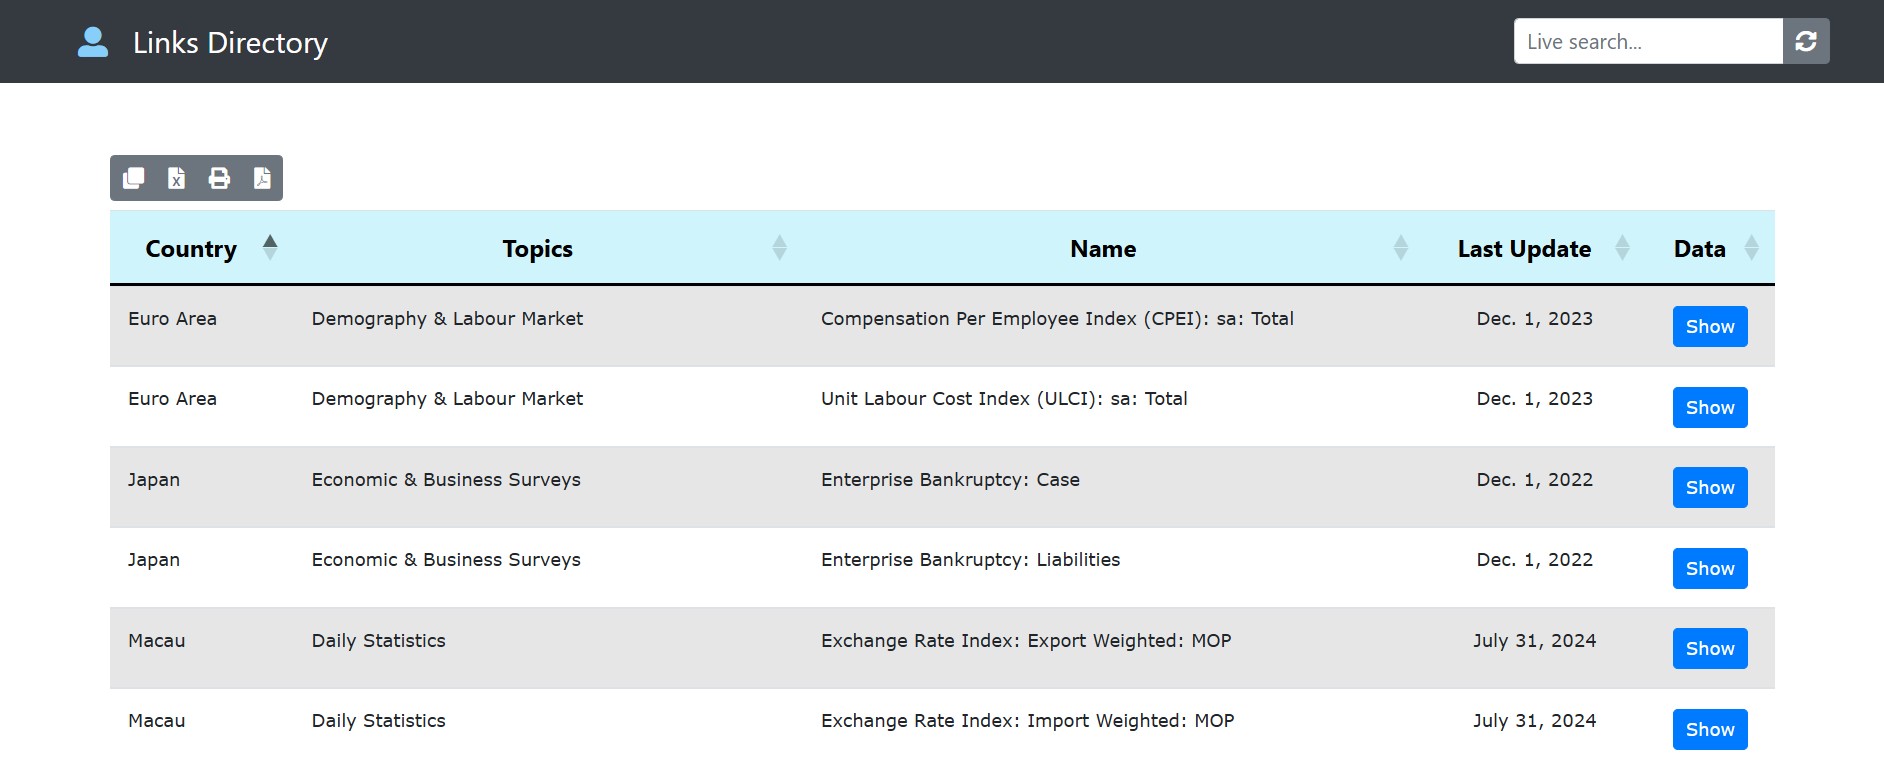 Links Directory
Live search...
Country Topics Name Last Update Data
Euro Area Demography & Labour Market Compensation Per Employee Index (CPEI): sa: Total Dec. 1, 2023 Show
Euro Area Demography & Labour Market Unit Labour Cost Index (ULCI): sa: Total Dec. 1, 2023 Show
Japan Economic & Business Surveys Enterprise Bankruptcy: Case Dec. 1, 2022 Show
Japan Economic & Business Surveys Enterprise Bankruptcy: Liabilities Dec. 1, 2022 Show
Macau Daily Statistics Exchange Rate Index: Export Weighted: MOP July 31, 2024 Show
Macau Daily Statistics Exchange Rate Index: Import Weighted: MOP July 31, 2024 Show